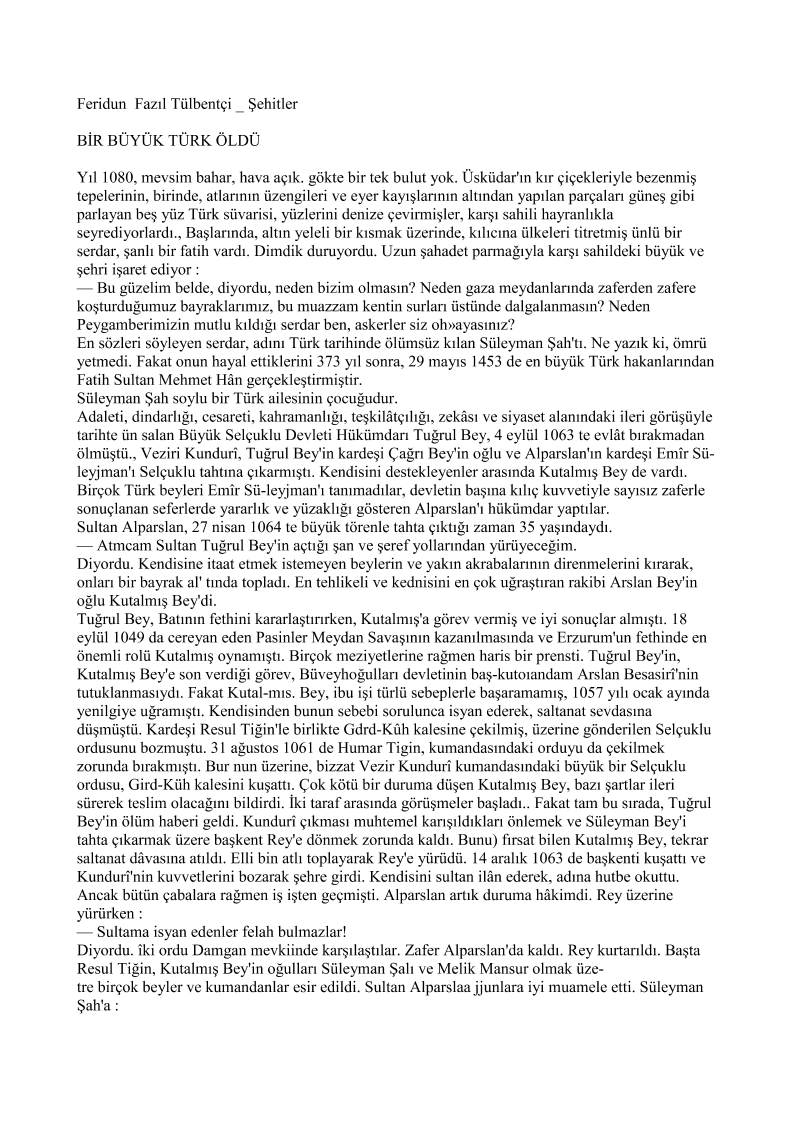 Feridun  Fazıl Tülbentçi _ Şehitler
BİR BÜYÜK TÜRK ÖLDÜ
Yıl 1080, mevsim bahar, hava açık. gökte bir tek bulut yok. Üsküdar'ın kır çiçekleriyle bezenmiş
tepelerinin, birinde, atlarının üzengileri ve eyer kayışlarının altından yapılan parçaları güneş gibi
parlayan beş yüz Türk süvarisi, yüzlerini denize çevirmişler, karşı sahili hayranlıkla
seyrediyorlardı., Başlarında, altın yeleli bir kısmak üzerinde, kılıcına ülkeleri titretmiş ünlü bir
serdar, şanlı bir fatih vardı. Dimdik duruyordu. Uzun şahadet parmağıyla karşı sahildeki büyük ve
şehri işaret ediyor :
— Bu güzelim belde, diyordu, neden bizim olmasın? Neden gaza meydanlarında zaferden zafere
koşturduğumuz bayraklarımız, bu muazzam kentin surları üstünde dalgalanmasın? Neden
Peygamberimizin mutlu kıldığı serdar ben, askerler siz oh»ayasınız?
En sözleri söyleyen serdar, adını Türk tarihinde ölümsüz kılan Süleyman Şah'tı. Ne yazık ki, ömrü
yetmedi. Fakat onun hayal ettiklerini 373 yıl sonra, 29 mayıs 1453 de en büyük Türk hakanlarından
Fatih Sultan Mehmet Hân gerçekleştirmiştir.
Süleyman Şah soylu bir Türk ailesinin çocuğudur.
Adaleti, dindarlığı, cesareti, kahramanlığı, teşkilâtçılığı, zekâsı ve siyaset alanındaki ileri görüşüyle
tarihte ün salan Büyük Selçuklu Devleti Hükümdarı Tuğrul Bey, 4 eylül 1063 te evlât bırakmadan
ölmüştü., Veziri Kundurî, Tuğrul Bey'in kardeşi Çağrı Bey'in oğlu ve Alparslan'ın kardeşi Emîr Sü-
leyjman'ı Selçuklu tahtına çıkarmıştı. Kendisini destekleyenler arasında Kutalmış Bey de vardı.
Birçok Türk beyleri Emîr Sü-leyjman'ı tanımadılar, devletin başına kılıç kuvvetiyle sayısız zaferle
sonuçlanan seferlerde yararlık ve yüzaklığı gösteren Alparslan'ı hükümdar yaptılar.
Sultan Alparslan, 27 nisan 1064 te büyük törenle tahta çıktığı zaman 35 yaşındaydı.
— Atmcam Sultan Tuğrul Bey'in açtığı şan ve şeref yollarından yürüyeceğim.
Diyordu. Kendisine itaat etmek istemeyen beylerin ve yakın akrabalarının direnmelerini kırarak,
onları bir bayrak al' tında topladı. En tehlikeli ve kednisini en çok uğraştıran rakibi Arslan Bey'in
oğlu Kutalmış Bey'di.
Tuğrul Bey, Batının fethini kararlaştırırken, Kutalmış'a görev vermiş ve iyi sonuçlar almıştı. 18
eylül 1049 da cereyan eden Pasinler Meydan Savaşının kazanılmasında ve Erzurum'un fethinde en
önemli rolü Kutalmış oynamıştı. Birçok meziyetlerine rağmen haris bir prensti. Tuğrul Bey'in,
Kutalmış Bey'e son verdiği görev, Büveyhoğulları devletinin baş-kutoıandam Arslan Besasirî'nin
tutuklanmasıydı. Fakat Kutal-mıs. Bey, ibu işi türlü sebeplerle başaramamış, 1057 yılı ocak ayında
yenilgiye uğramıştı. Kendisinden bunun sebebi sorulunca isyan ederek, saltanat sevdasına
düşmüştü. Kardeşi Resul Tiğin'le birlikte Gdrd-Kûh kalesine çekilmiş, üzerine gönderilen Selçuklu
ordusunu bozmuştu. 31 ağustos 1061 de Humar Tigin, kumandasındaki orduyu da çekilmek
zorunda bırakmıştı. Bur nun üzerine, bizzat Vezir Kundurî kumandasındaki büyük bir Selçuklu
ordusu, Gird-Küh kalesini kuşattı. Çok kötü bir duruma düşen Kutalmış Bey, bazı şartlar ileri
sürerek teslim olacağını bildirdi. İki taraf arasında görüşmeler başladı.. Fakat tam bu sırada, Tuğrul
Bey'in ölüm haberi geldi. Kundurî çıkması muhtemel karışıldıkları önlemek ve Süleyman Bey'i
tahta çıkarmak üzere başkent Rey'e dönmek zorunda kaldı. Bunu) fırsat bilen Kutalmış Bey, tekrar
saltanat dâvasına atıldı. Elli bin atlı toplayarak Rey'e yürüdü. 14 aralık 1063 de başkenti kuşattı ve
Kundurî'nin kuvvetlerini bozarak şehre girdi. Kendisini sultan ilân ederek, adına hutbe okuttu.
Ancak bütün çabalara rağmen iş işten geçmişti. Alparslan artık duruma hâkimdi. Rey üzerine
yürürken :
— Sultama isyan edenler felah bulmazlar!
Diyordu. îki ordu Damgan mevkiinde karşılaştılar. Zafer Alparslan'da kaldı. Rey kurtarıldı. Başta
Resul Tiğin, Kutalmış Bey'in oğulları Süleyman Şalı ve Melik Mansur olmak üze-
tre birçok beyler ve kumandanlar esir edildi. Sultan Alparslaa jjunlara iyi muamele etti. Süleyman
Şah'a :